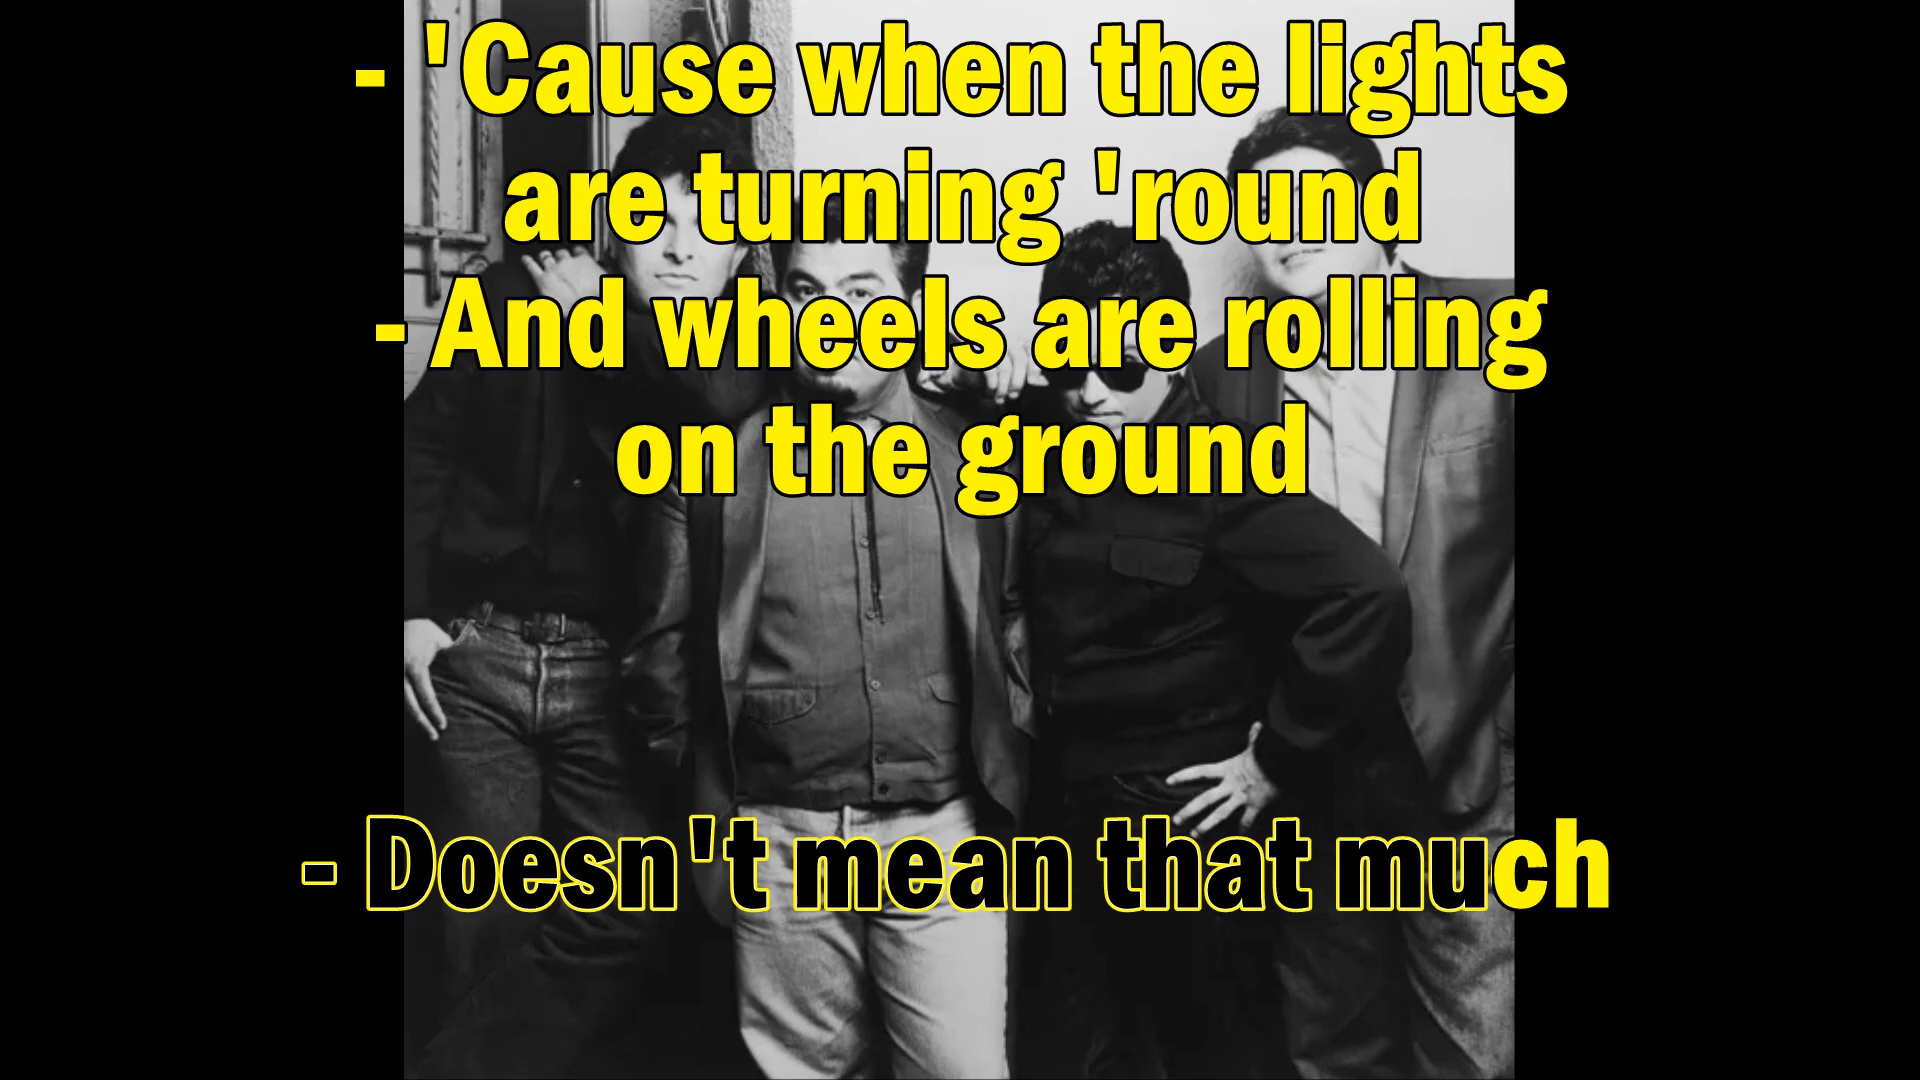 - 'Cause when the lights
are turning 'round
- And wheels are rolling
on the ground
- Doesn't mean that much